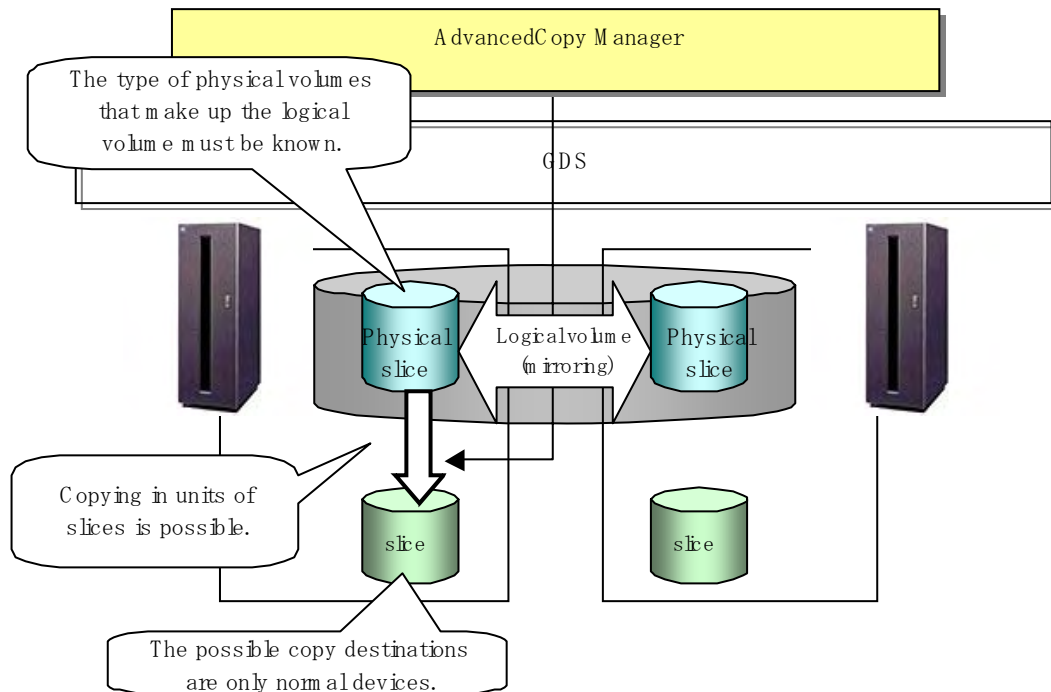 AdvancedCopy Manager
The type of physical volumes
that make up the logical
volume must be known.
GDS
Physical
slice
Logical volume
(mirroring)
Physical
slice
Copying in units of
slices is possible.
slice
slice
The possible copy destinations
are only normal devices.